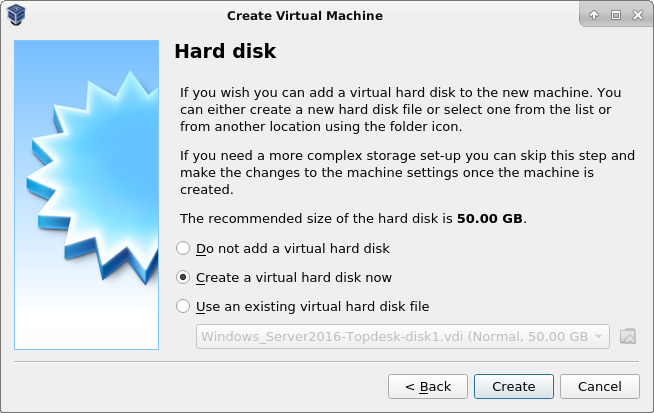 Create Virtual Machine
Hard disk
If you wish you can add a virtual hard disk to the new machine. You
can either create a new hard disk file or select one from the list or
from another location using the folder icon.
If you need a more complex storage set-up you can skip this step and
make the changes to the machine settings once the machine is
created.
The recommended size of the hard disk is 50.00 GB.
Do not add a virtual hard disk
Create a virtual hard disk now
Use an existing virtual hard disk file
Windows_Server2016-Topdesk-disk1.vdi (Normal, 50.00 GB
< Back
Create
Cancel